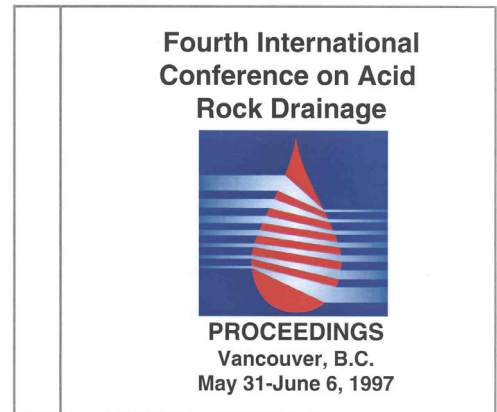 Fourth International
Conference on Acid
Rock Drainage
PROCEEDINGS
Vancouver, B.C.
May 31-June 6, 1997